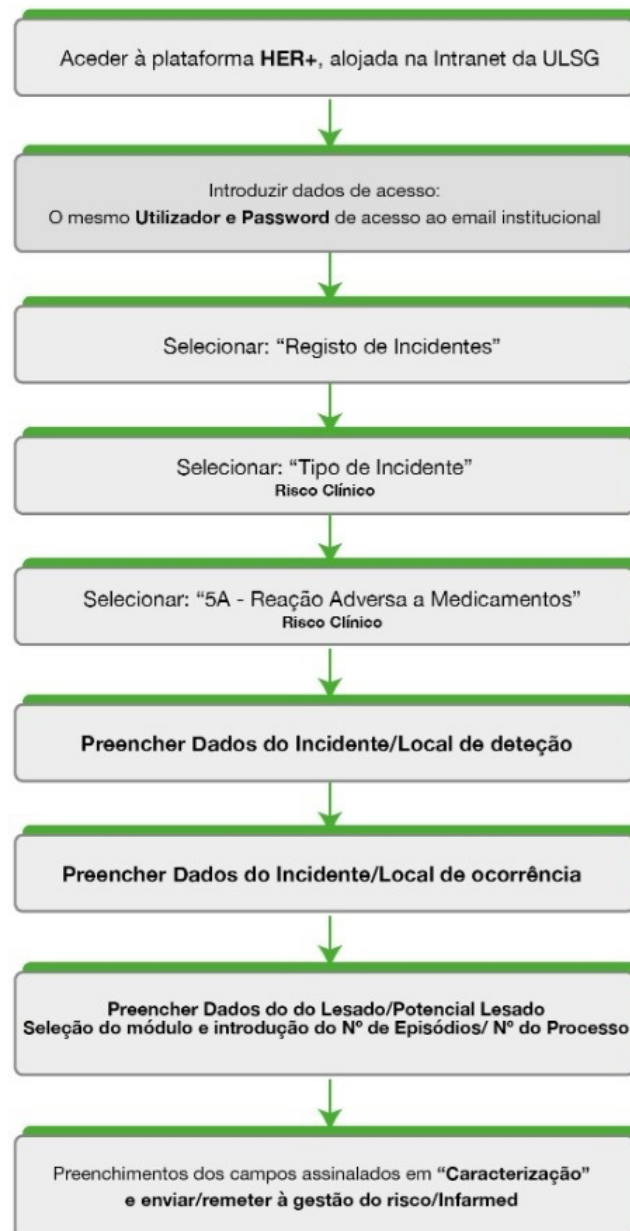 Aceder à plataforma HER+, alojada na Intranet da ULSG
Introduzir dados de acesso:
O mesmo Utilizador e Password de acesso ao email institucional
Selecionar: “Registo de Incidentes”
Selecionar: “Tipo de Incidente”
Risco Clínico
Selecionar: “5A - Reação Adversa a Medicamentos”
Risco Clínico
Preencher Dados do Incidente/Local de deteção
Preencher Dados do Incidente/Local de ocorrência
Preencher Dados do do Lesado/Potencial Lesado
Seleção do módulo e introdução do Nº de Episódios/ Nº do Processo
Preenchimentos dos campos assinalados em “Caracterização”
e enviar/remeter à gestão do risco/Infarmed